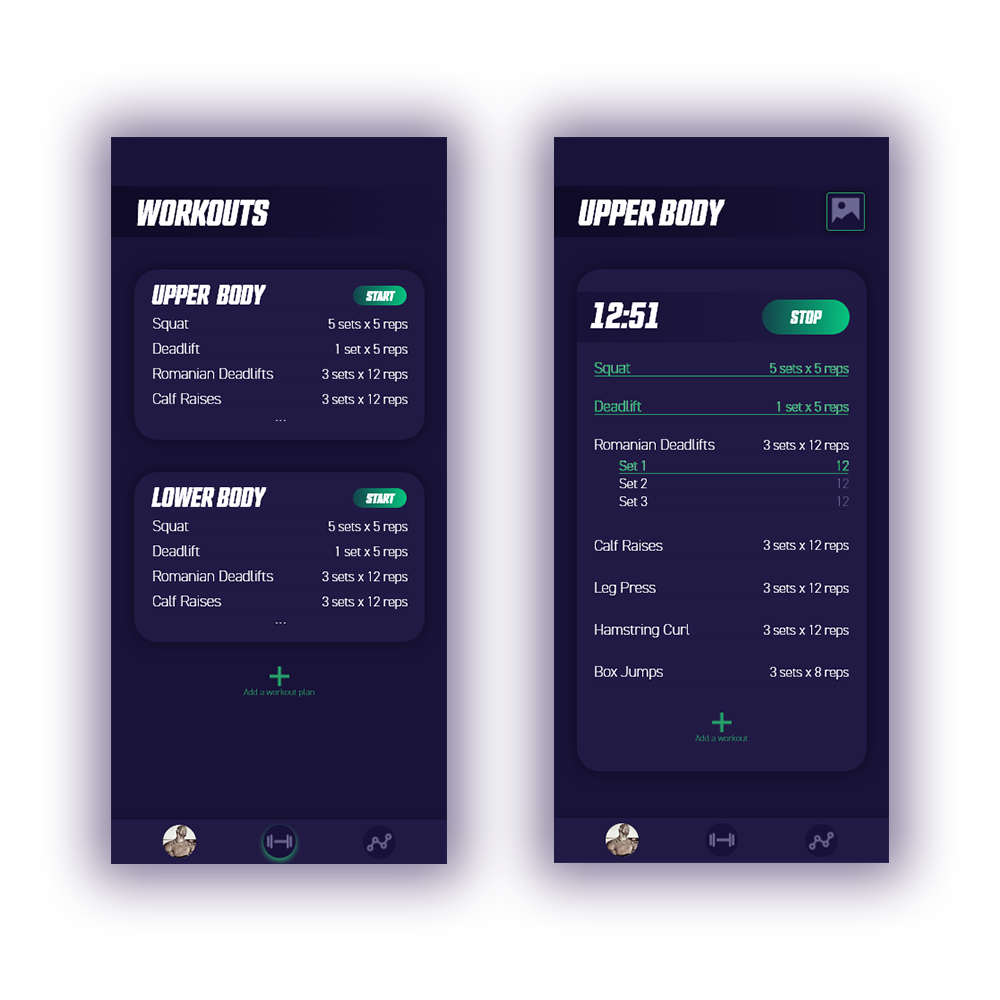 WORKOUTS
UPPER BODY START
Squat 5 sets x 5 reps
Deadlift 1 set x 5 reps
Romanian Deadlifts 3 sets x 12 reps
Calf Raises 3 sets x 12 reps
...
LOWER BODY START
Squat 5 sets x 5 reps
Deadlift 1 set x 5 reps
Romanian Deadlifts 3 sets x 12 reps
Calf Raises 3 sets x 12 reps
...
Add a workout plan
UPPER BODY
12:51 STOP
Squat 5 sets x 5 reps
Deadlift 1 set x 5 reps
Romanian Deadlifts 3 sets x 12 reps
Set 1 12
Set 2 12
Set 3 12
Calf Raises 3 sets x 12 reps
Leg Press 3 sets x 12 reps
Hamstring Curl 3 sets x 12 reps
Box Jumps 3 sets x 8 reps
Add a workout